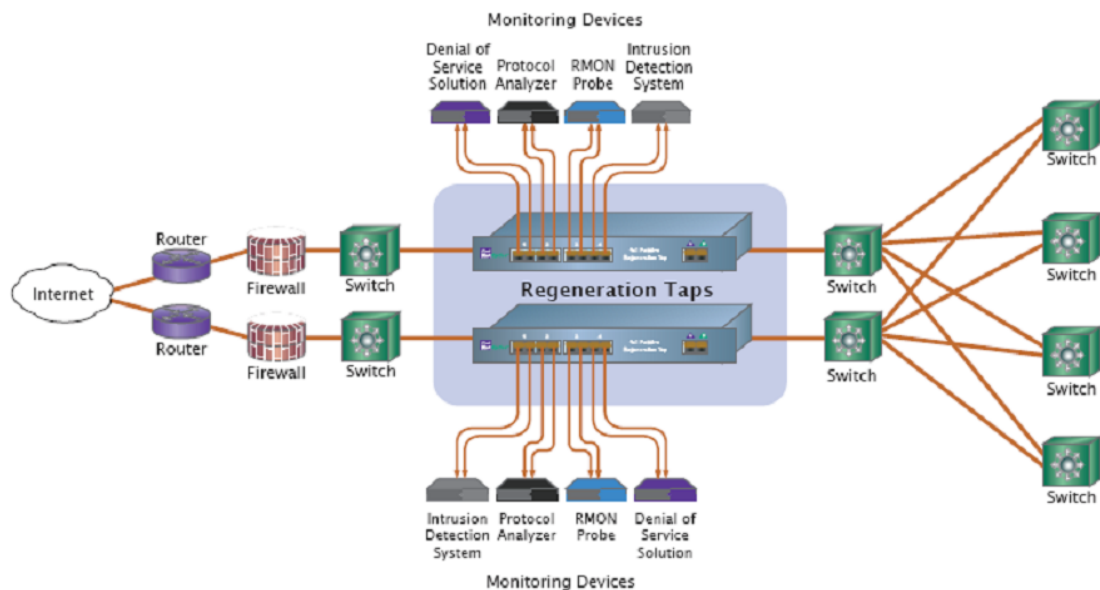 Monitoring Devices
Denial of
Service
Solution
Protocol
Analyzer
RMON
Probe
Intrusion
Detection
System
Switch
Router
Internet
Firewall
Switch
Regeneration Taps
Switch
Switch
Router
Firewall
Switch
Switch
Switch
Switch
Intrusion
Detection
System
Protocol
Analyzer
RMON
Probe
Denial of
Service
Solution
Monitoring Devices